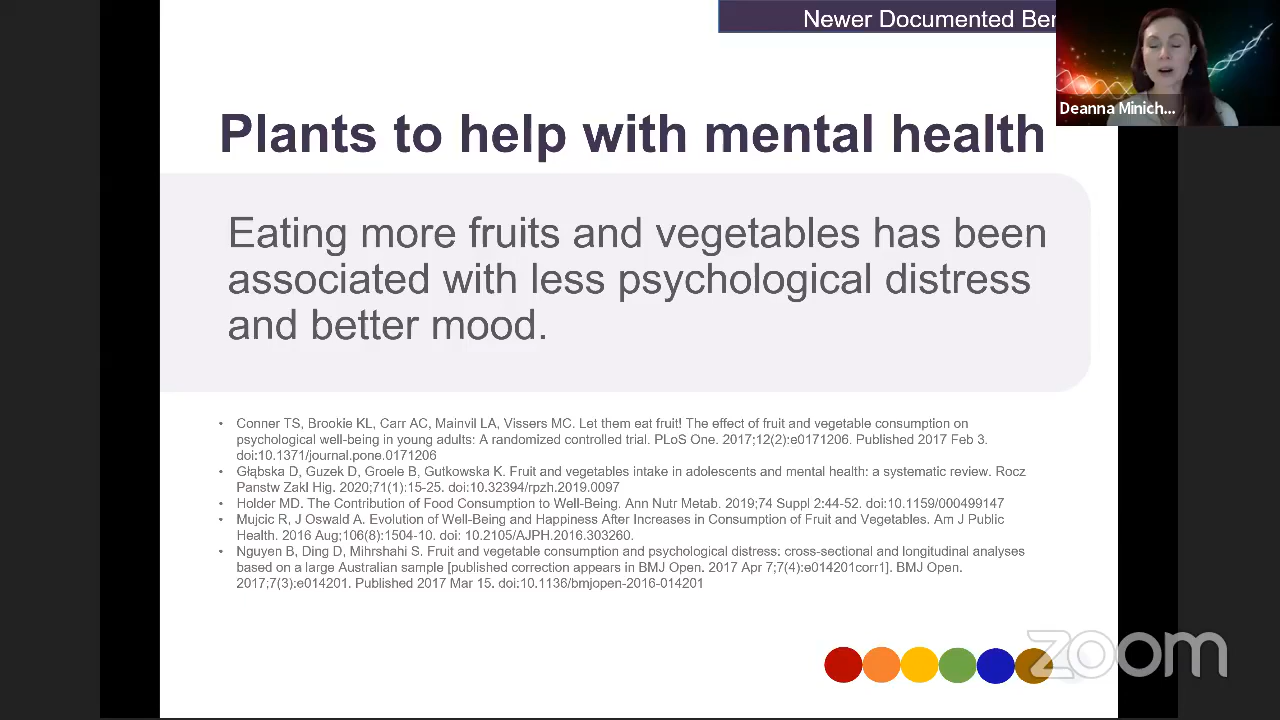 Newer Documented Ber
Deanna Minich...
Plants to help with mental health
Eating more fruits and vegetables has been
associated with less psychological distress
and better mood.
• Conner TS, Brookie KL, Carr AC, Mainvil LA, Vissers MC. Let them eat fruit! The effect of fruit and vegetable consumption on
psychological well-being in young adults: A randomized controlled trial. PLoS One. 2017;12(2):e0171206. Published 2017 Feb 3.
doi:10.1371/journal.pone.0171206
• Głąbska D, Guzek D, Groele B, Gutkowska K. Fruit and vegetables intake in adolescents and mental health: a systematic review. Rocz
Panstw Zakl Hig. 2020;71(1):15-25. doi:10.32394/rpzh.2019.0097
• Holder MD. The Contribution of Food Consumption to Well-Being. Ann Nutr Metab. 2019;74 Suppl 2:44-52. doi:10.1159/000499147
• Mujcic R, J Oswald A. Evolution of Well-Being and Happiness After Increases in Consumption of Fruit and Vegetables. Am J Public
Health. 2016 Aug;106(8):1504-10. doi: 10.2105/AJPH.2016.303260.
• Nguyen B, Ding D, Mihrshahi S. Fruit and vegetable consumption and psychological distress: cross-sectional and longitudinal analyses
based on a large Australian sample [published correction appears in BMJ Open. 2017 Apr 7;7(4):e014201corr1]. BMJ Open.
2017;7(3):e014201. Published 2017 Mar 15. doi:10.1136/bmjopen-2016-014201
zoom